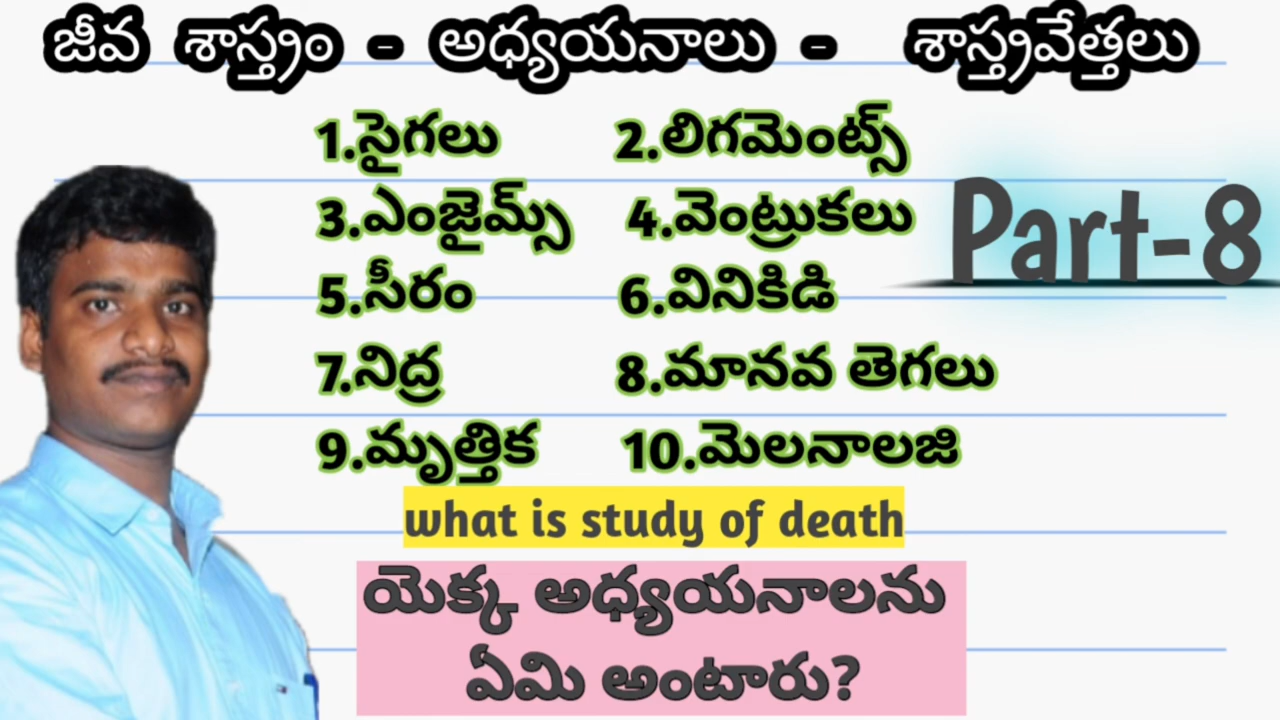 జీవ శాస్త్రం - అధ్యయనాలు - శాస్త్రవేత్తలు
1.సైగలు 2.లిగమెంట్స్
3.ఎంజైమ్స్ 4.వెంట్రుకలు
Part-8
5.సీరం 6.వినికిడి
7.నిద్ర 8.మానవ తెగలు
9.మృత్తిక 10.మెలనాలజి
what is study of death
యెక్క అధ్యయనాలను
ఏమి అంటారు?